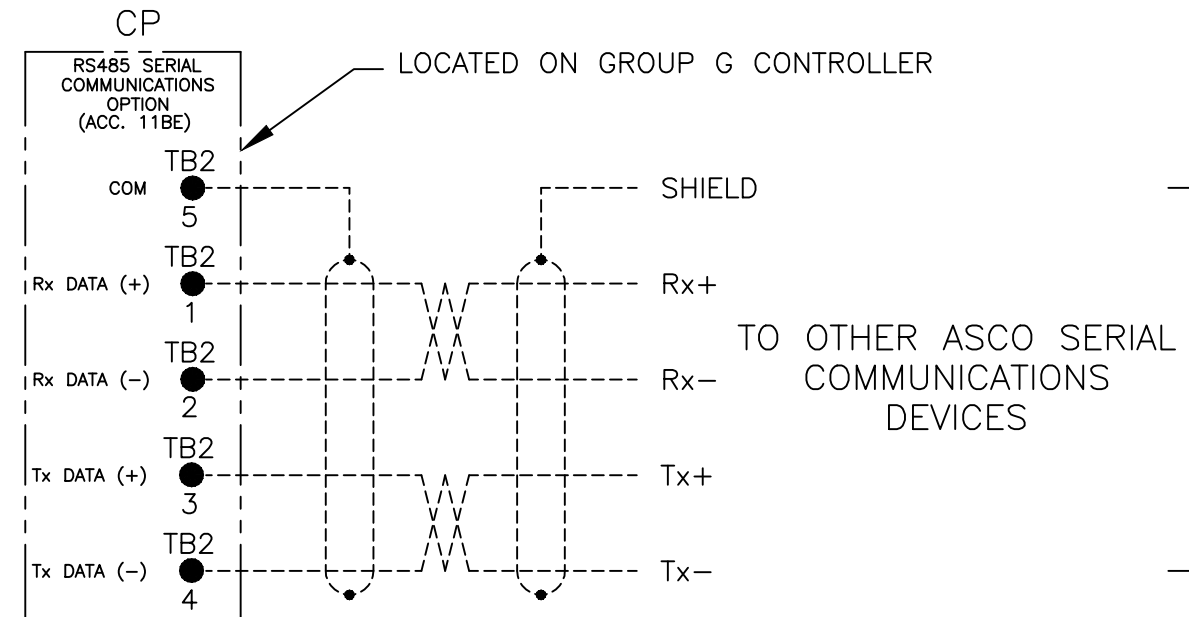 CP
RS485 SERIAL
COMMUNICATIONS
OPTION
(ACC. 11BE)
LOCATED ON GROUP G CONTROLLER
TB2
COM
5
SHIELD
TB2
Rx DATA (+)
1
Rx+
TB2
Rx DATA (-)
2
Rx-
TO OTHER ASCO SERIAL
COMMUNICATIONS
DEVICES
TB2
Tx DATA (+)
3
Tx+
TB2
Tx DATA (-)
4
Tx-